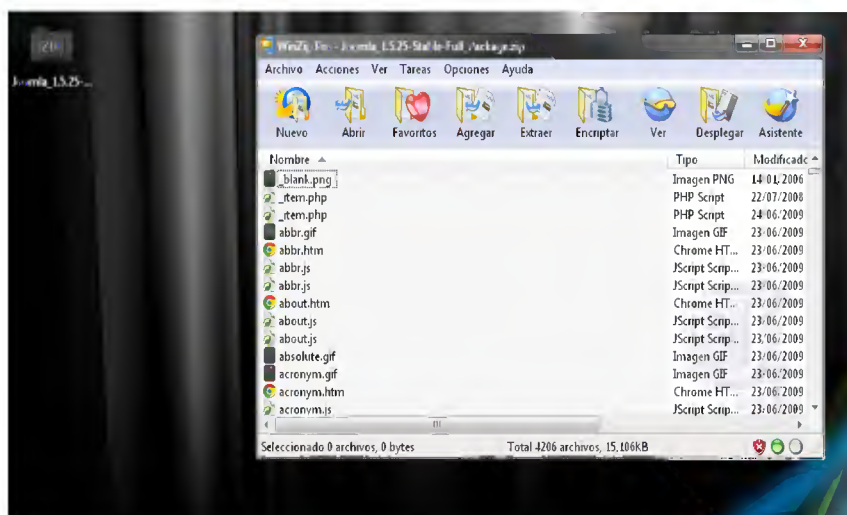 Joomla_1.5.25-...
WinZip Pro - Joomla_1.5.25-Stable-Full_Package.zip
Archivo Acciones Ver Tareas Opciones Ayuda
Nuevo Abrir Favoritos Agregar Extraer Encriptar Ver Desplegar Asistente
Nombre Tipo Modificado
_blank.png Imagen PNG 14/01/2006
_item.php PHP Script 22/07/2008
_item.php PHP Script 24/06/2009
abbr.gif Imagen GIF 23/06/2009
abbr.htm Chrome HT... 23/06/2009
abbr.js JScript Scrip... 23/06/2009
abbr.js JScript Scrip... 23/06/2009
about.htm Chrome HT... 23/06/2009
about.js JScript Scrip... 23/06/2009
about.js JScript Scrip... 23/06/2009
absolute.gif Imagen GIF 23/06/2009
acronym.gif Imagen GIF 23/06/2009
acronym.htm Chrome HT... 23/06/2009
acronym.js JScript Scrip... 23/06/2009
Seleccionado 0 archivos, 0 bytes Total 4206 archivos, 15,106KB